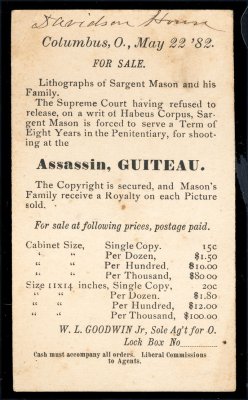 Davidson House
Columbus, O., May 22 '82.
FOR SALE.
Lithographs of Sargent Mason and his
Family.
The Supreme Court having refused to
release, on a writ of Habeus Corpus, Sar-
gent Mason is forced to serve a Term of
Eight Years in the Penitentiary, for shoot-
ing at the
Assassin, GUITEAU.
The Copyright is secured, and Mason's
Family receive a Royalty on each Picture
sold.
For sale at following prices, postage paid.
Cabinet Size, Single Copy. 15c
“ “ Per Dozen, $1.50
“ “ Per Hundred, $10.00
“ “ Per Thousand, $80 00
Size 11x14 inches, Single Copy, 20c
“ “ Per Dozen. $1.80
“ “ Per Hundred, $12.00
“ “ Per Thousand, $100.00
W. L. GOODWIN Jr, Sole Ag't for O.
Lock Box No
Cash must accompany all orders. Liberal Commissions
to Agents.